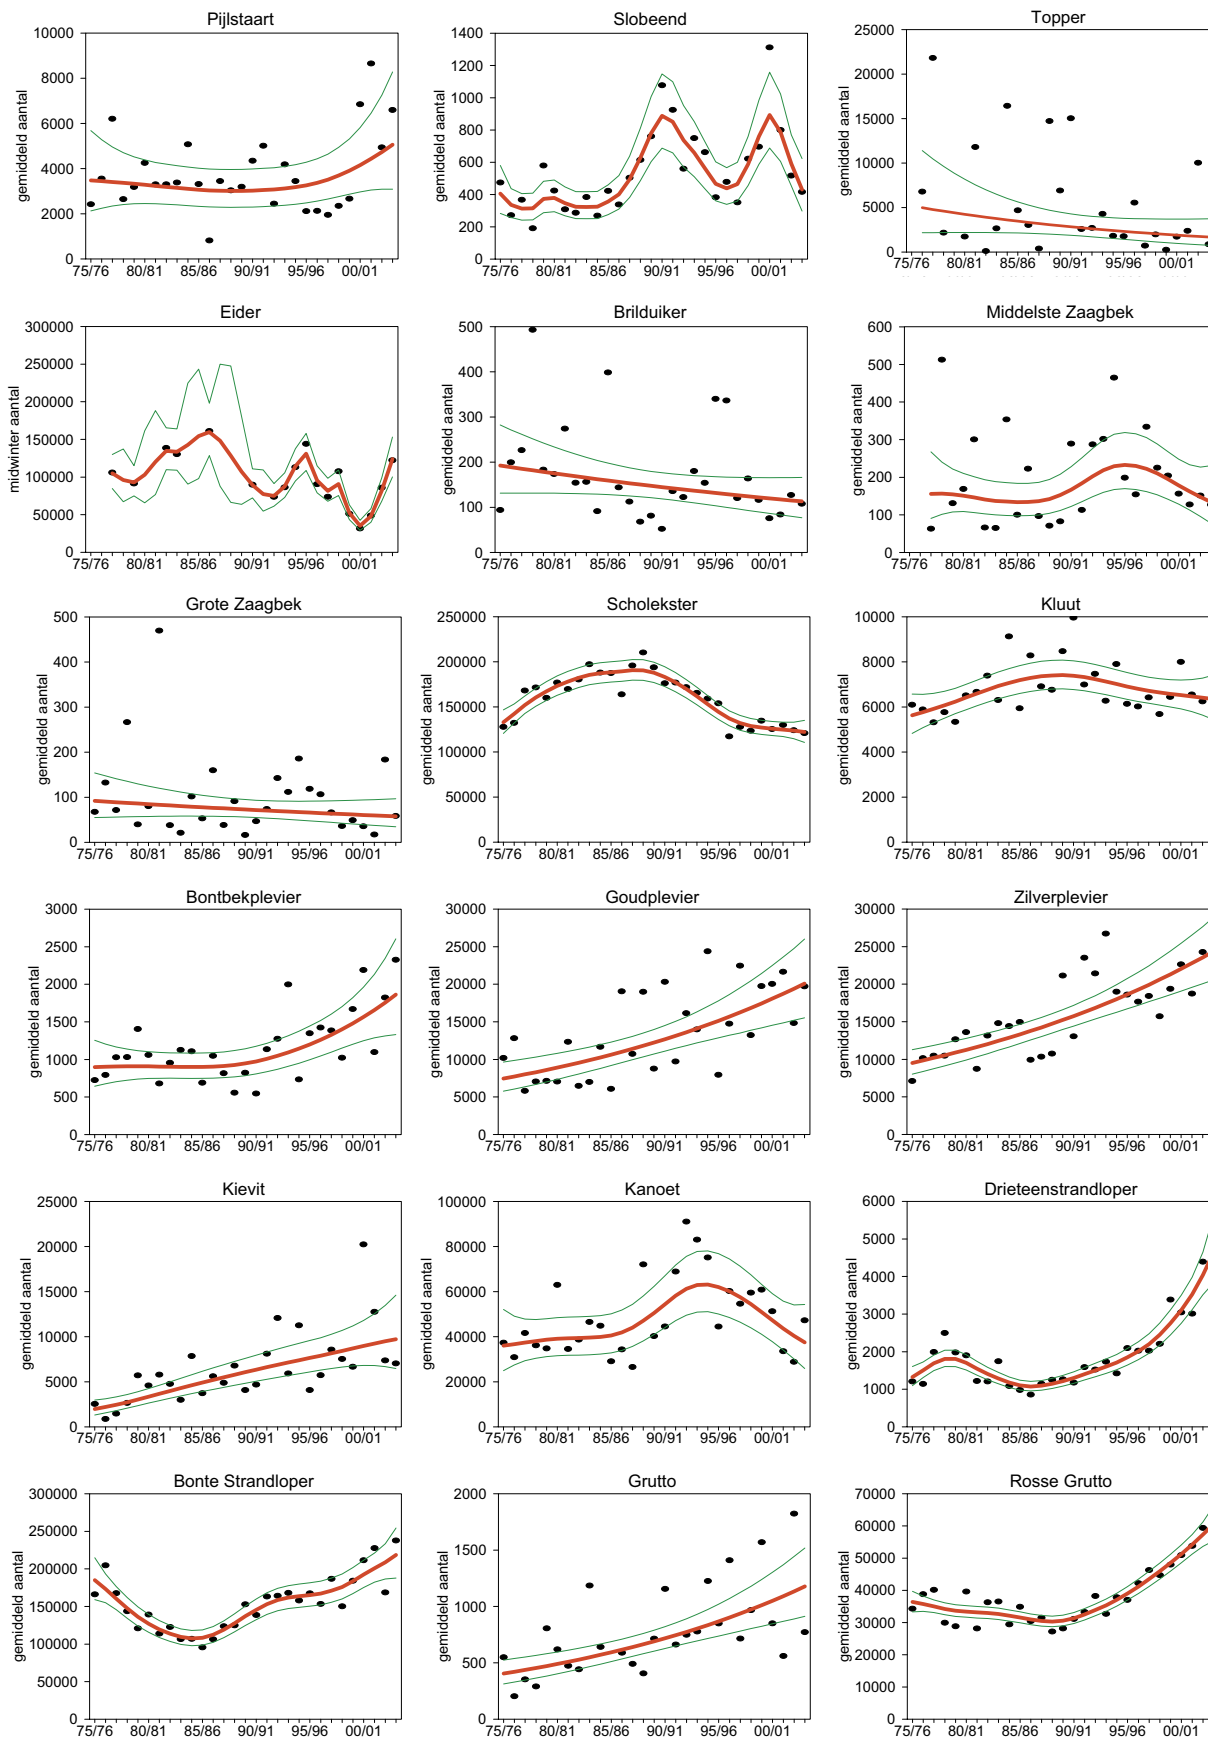 Pijlstaart
gemiddeld aantal
10000
8000
6000
4000
2000
0
75/76 80/81 85/86 90/91 95/96 00/01
Slobeend
gemiddeld aantal
1400
1200
1000
800
600
400
200
0
75/76 80/81 85/86 90/91 95/96 00/01
Topper
gemiddeld aantal
25000
20000
15000
10000
5000
0
75/76 80/81 85/86 90/91 95/96 00/01
Eider
midwinter aantal
300000
250000
200000
150000
100000
50000
0
75/76 80/81 85/86 90/91 95/96 00/01
Brilduiker
gemiddeld aantal
500
400
300
200
100
0
75/76 80/81 85/86 90/91 95/96 00/01
Middelste Zaagbek
gemiddeld aantal
600
500
400
300
200
100
0
75/76 80/81 85/86 90/91 95/96 00/01
Grote Zaagbek
gemiddeld aantal
500
400
300
200
100
0
75/76 80/81 85/86 90/91 95/96 00/01
Scholekster
gemiddeld aantal
250000
200000
150000
100000
50000
0
75/76 80/81 85/86 90/91 95/96 00/01
Kluut
gemiddeld aantal
10000
8000
6000
4000
2000
0
75/76 80/81 85/86 90/91 95/96 00/01
Bontbekplevier
gemiddeld aantal
3000
2500
2000
1500
1000
500
0
75/76 80/81 85/86 90/91 95/96 00/01
Goudplevier
gemiddeld aantal
30000
25000
20000
15000
10000
5000
0
75/76 80/81 85/86 90/91 95/96 00/01
Zilverplevier
gemiddeld aantal
30000
25000
20000
15000
10000
5000
0
75/76 80/81 85/86 90/91 95/96 00/01
Kievit
gemiddeld aantal
25000
20000
15000
10000
5000
0
75/76 80/81 85/86 90/91 95/96 00/01
Kanoet
gemiddeld aantal
100000
80000
60000
40000
20000
0
75/76 80/81 85/86 90/91 95/96 00/01
Drieteenstrandloper
gemiddeld aantal
6000
5000
4000
3000
2000
1000
0
75/76 80/81 85/86 90/91 95/96 00/01
Bonte Strandloper
gemiddeld aantal
300000
250000
200000
150000
100000
50000
0
75/76 80/81 85/86 90/91 95/96 00/01
Grutto
gemiddeld aantal
2000
1500
1000
500
0
75/76 80/81 85/86 90/91 95/96 00/01
Rosse Grutto
gemiddeld aantal
70000
60000
50000
40000
30000
20000
10000
0
75/76 80/81 85/86 90/91 95/96 00/01